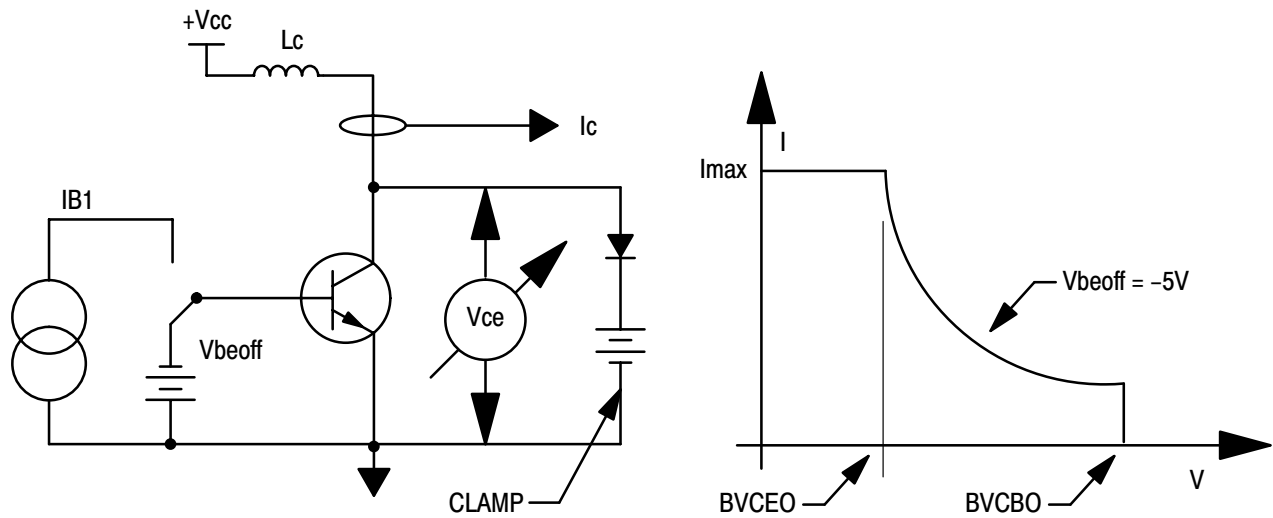 +Vcc
Lc
Ic
IB1
Vbeoff
Vce
CLAMP
I
Imax
Vbeoff = –5V
BVCEO
BVCBO
V